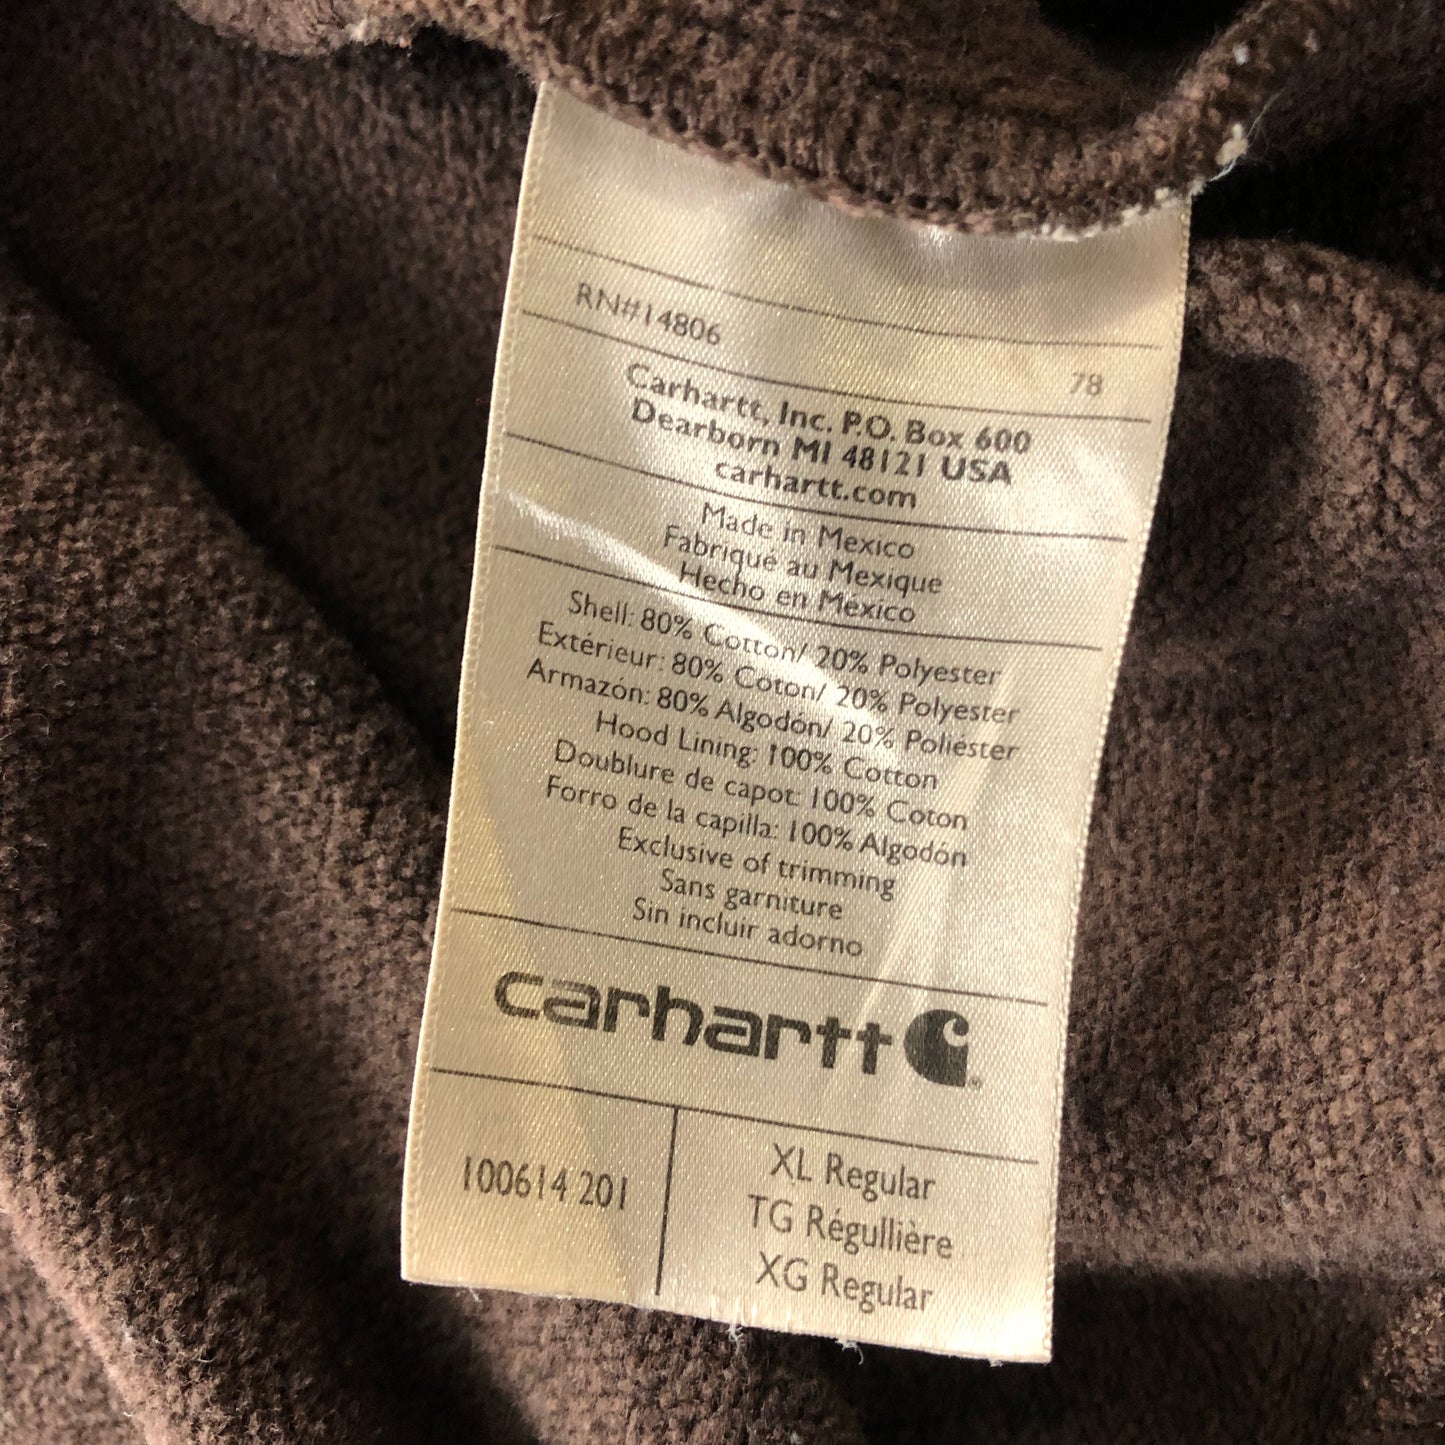 RN#14806
78
Carhartt, Inc. P.O. Box 600
Dearborn MI 48121 USA
carhartt.com
Made in Mexico
Fabriqué au Mexique
Hecho en México
Shell: 80% Cotton/ 20% Polyester
Extérieur: 80% Coton/ 20% Polyester
Armazón: 80% Algodón/ 20% Poliéster
Hood Lining: 100% Cotton
Doublure de capot: 100% Coton
Forro de la capilla: 100% Algodón
Exclusive of trimming
Sans garniture
Sin incluir adorno
carhartt
100614 201
XL Regular
TG Régullière
XG Regular